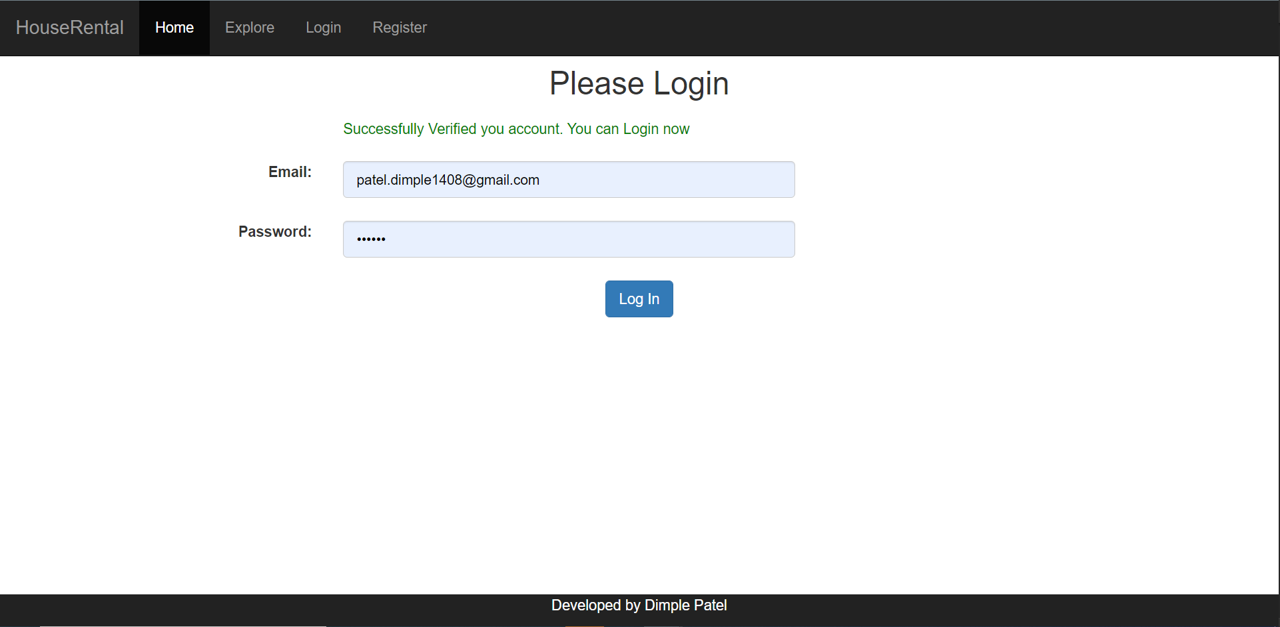 HouseRental Home Explore Login Register
Please Login
Successfully Verified you account. You can Login now
Email: patel.dimple1408@gmail.com
Password: ••••••
Log In
Developed by Dimple Patel